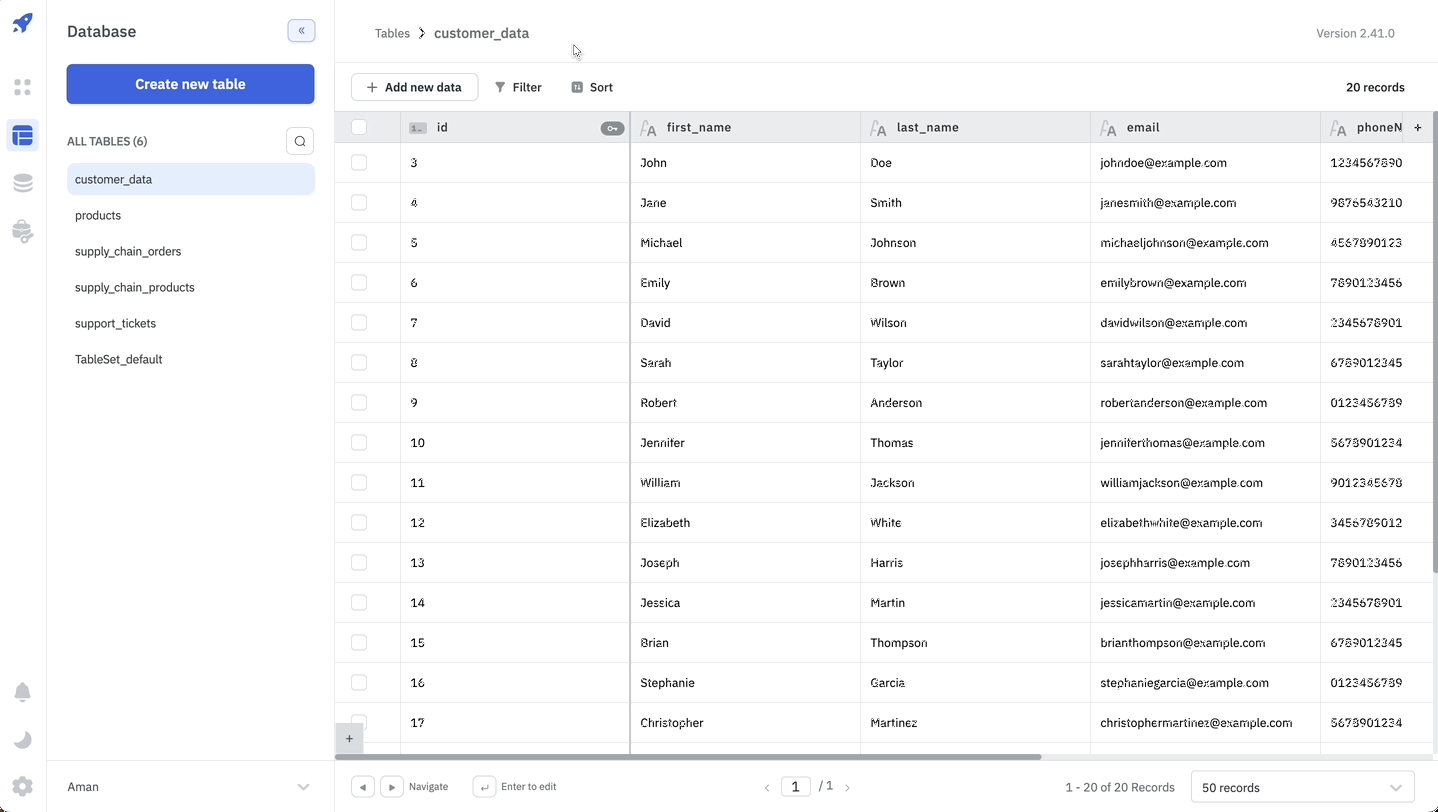 Database
«
Create new table
ALL TABLES (6)
customer_data
products
supply_chain_orders
supply_chain_products
support_tickets
TableSet_default
Aman
Tables > customer_data
Version 2.41.0
+ Add new data Filter Sort
20 records
id first_name last_name email phoneN +
3 John Doe johndoe@example.com 1234567890
4 Jane Smith janesmith@example.com 9876543210
5 Michael Johnson michaeljohnson@example.com 4567890123
6 Emily Brown emilybrown@example.com 7890123456
7 David Wilson davidwilson@example.com 2345678901
8 Sarah Taylor sarahtaylor@example.com 6789012345
9 Robert Anderson robertanderson@example.com 0123456789
10 Jennifer Thomas jenniferthomas@example.com 5678901234
11 William Jackson williamjackson@example.com 9012345678
12 Elizabeth White elizabethwhite@example.com 3456789012
13 Joseph Harris josephharris@example.com 7890123456
14 Jessica Martin jessicamartin@example.com 2345678901
15 Brian Thompson brianthompson@example.com 6789012345
16 Stephanie Garcia stephaniegarcia@example.com 0123456789
17 Christopher Martinez christophermartinez@example.com 5678901234
+
Navigate Enter to edit
‹ 1 / 1 ›
1 - 20 of 20 Records
50 records